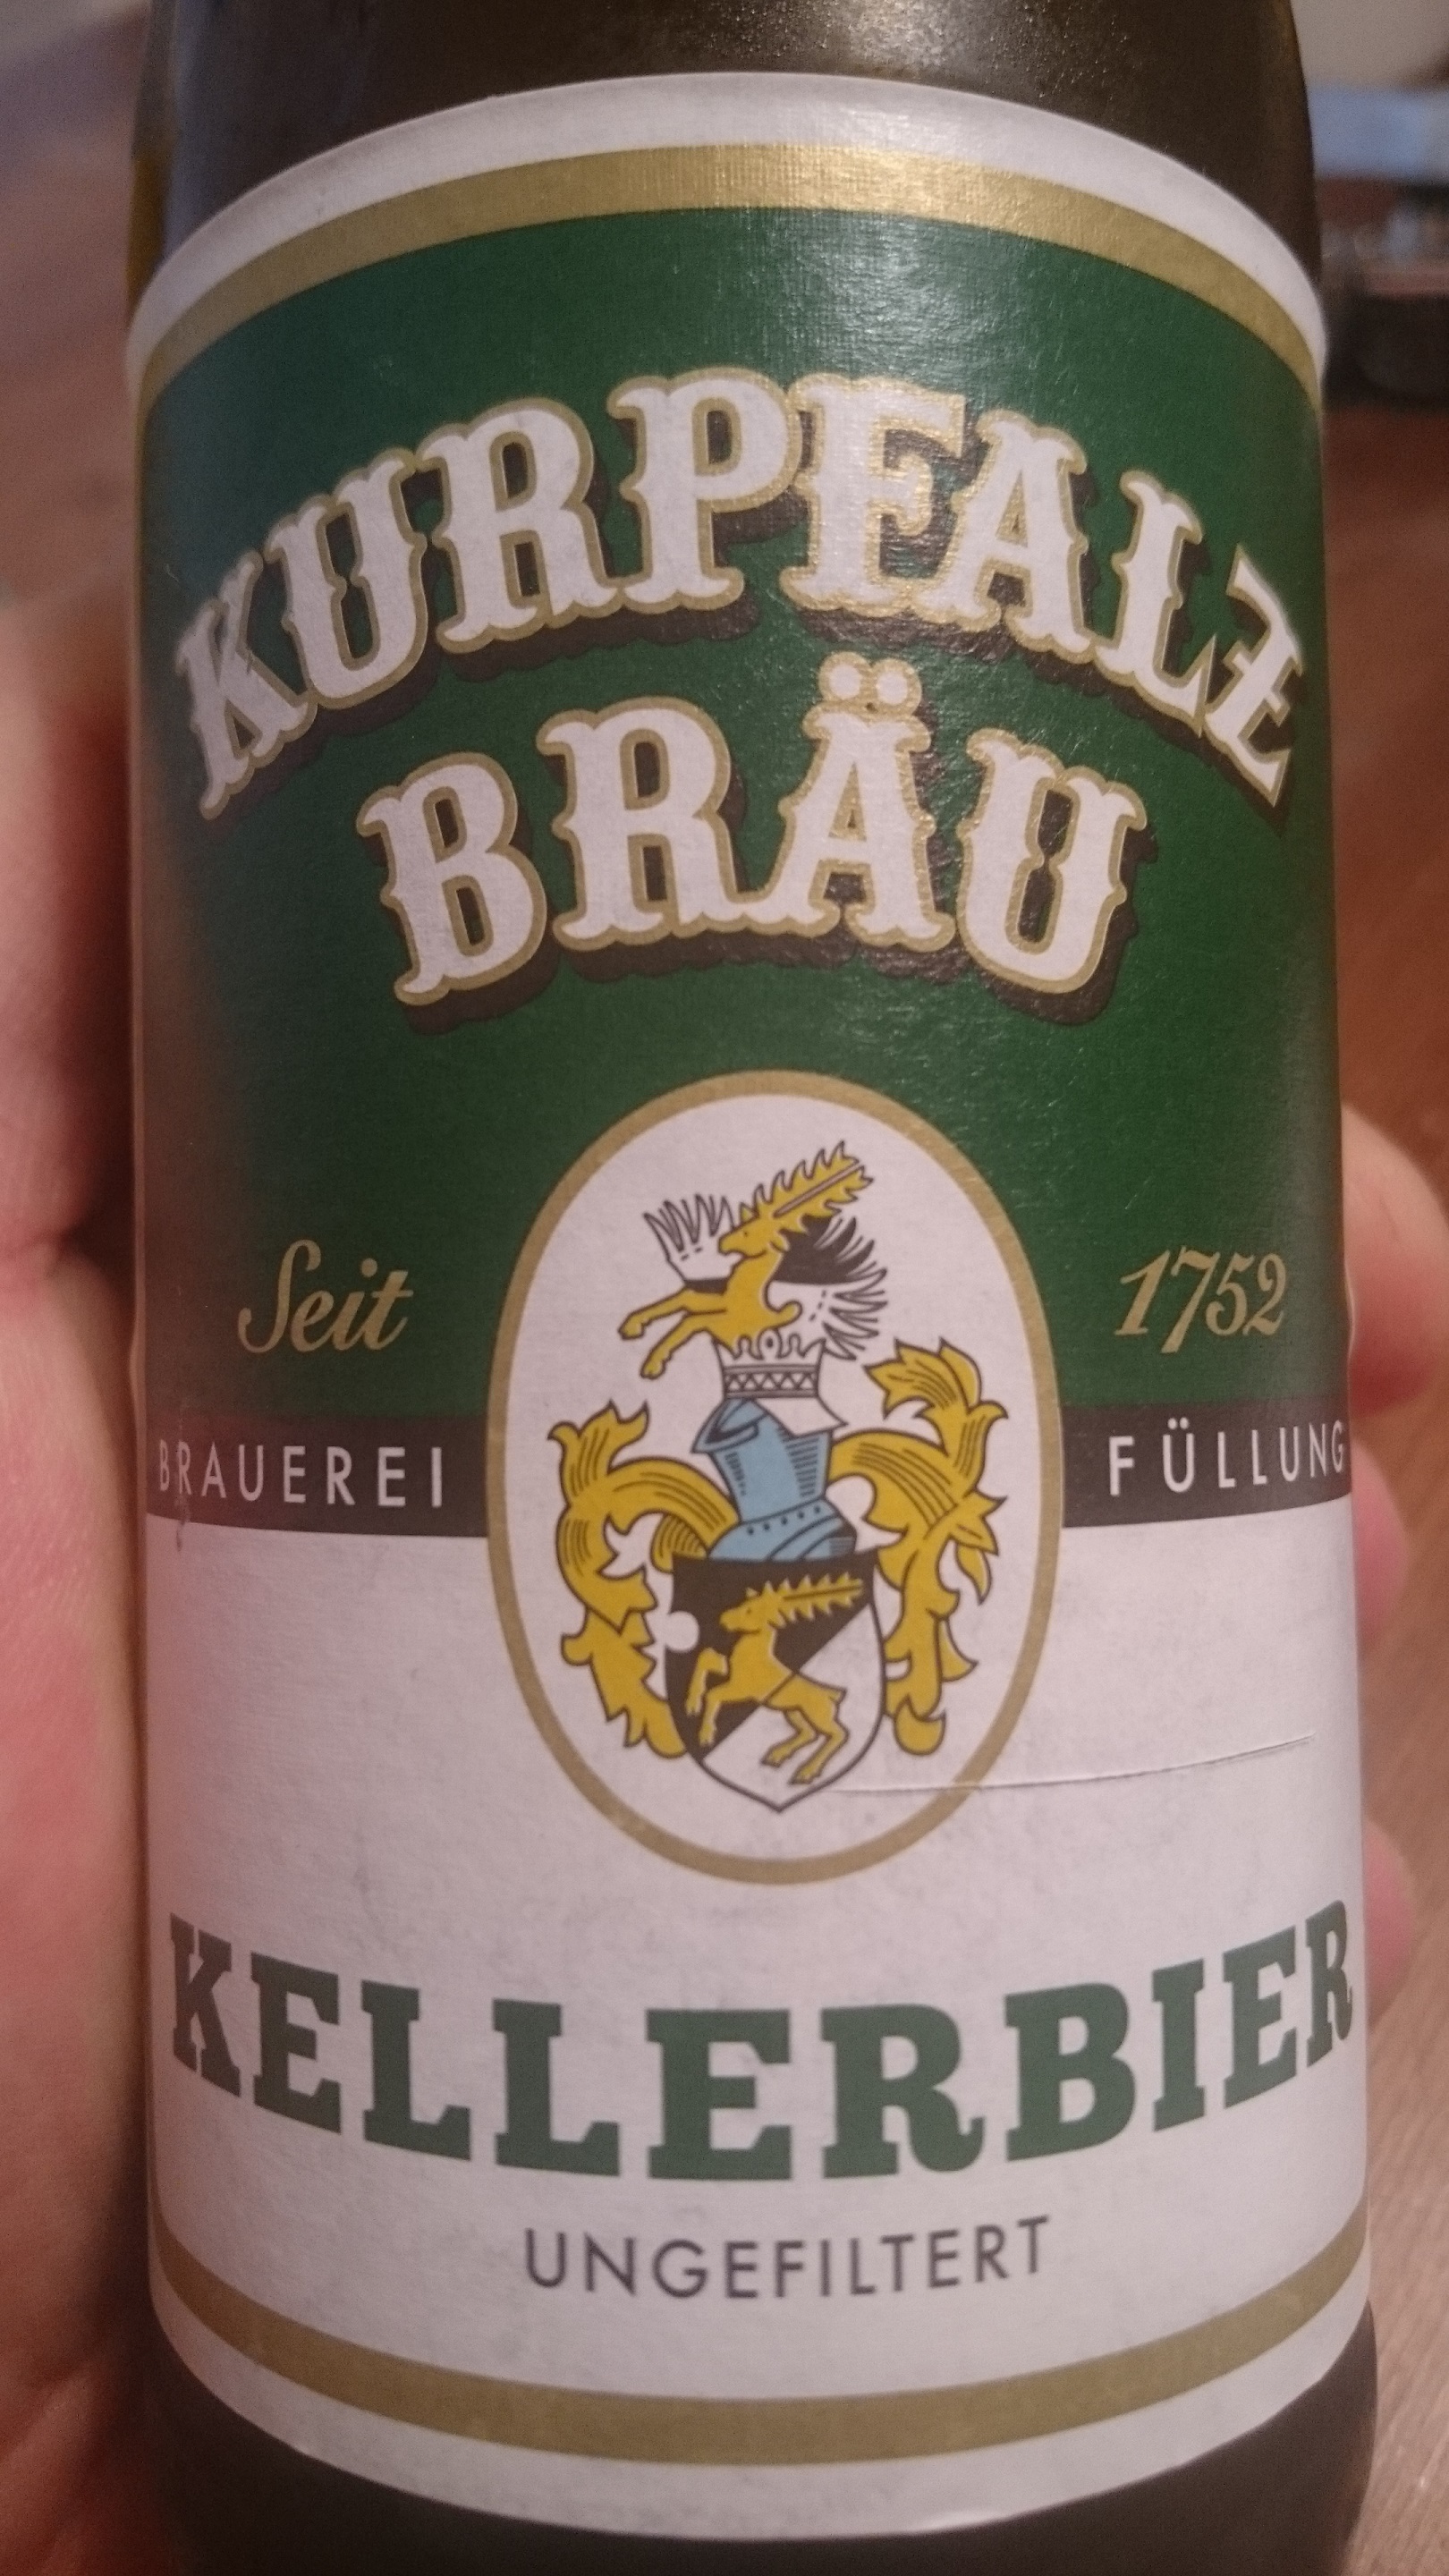 KURPFALZ
BRÄU
Seit 1752
BRAUEREI FÜLLUNG
KELLERBIER
UNGEFILTERT